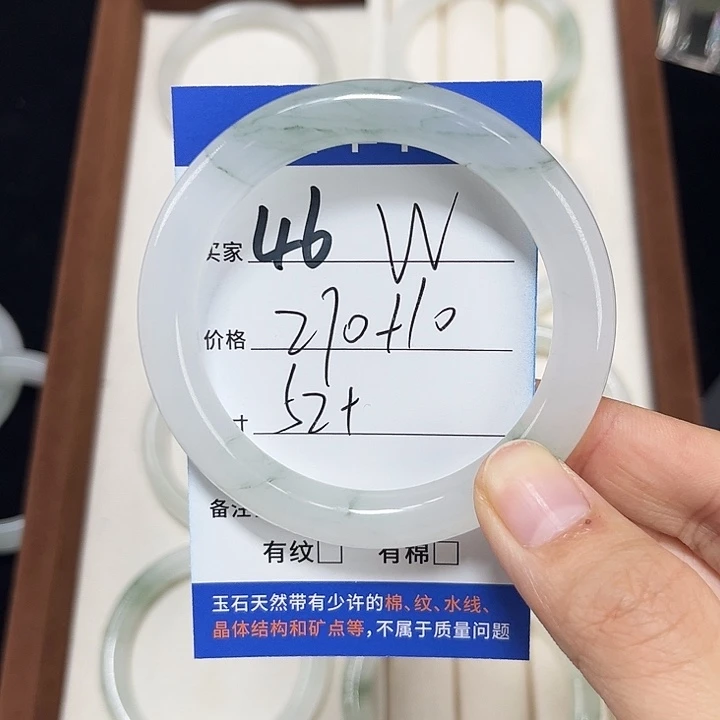 买家 46 W
价格 270+10
寸 52+
备注
有纹□ 有棉□
玉石天然带有少许的棉、纹、水线、
晶体结构和矿点等，不属于质量问题